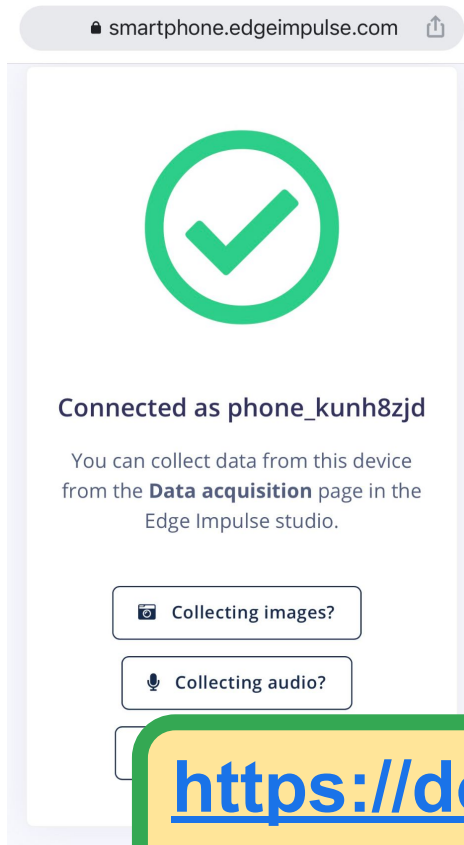 smartphone.edgeimpulse.com
Connected as phone_kunh8zjd
You can collect data from this device
from the Data acquisition page in the
Edge Impulse studio.
Collecting images?
Collecting audio?
https://d